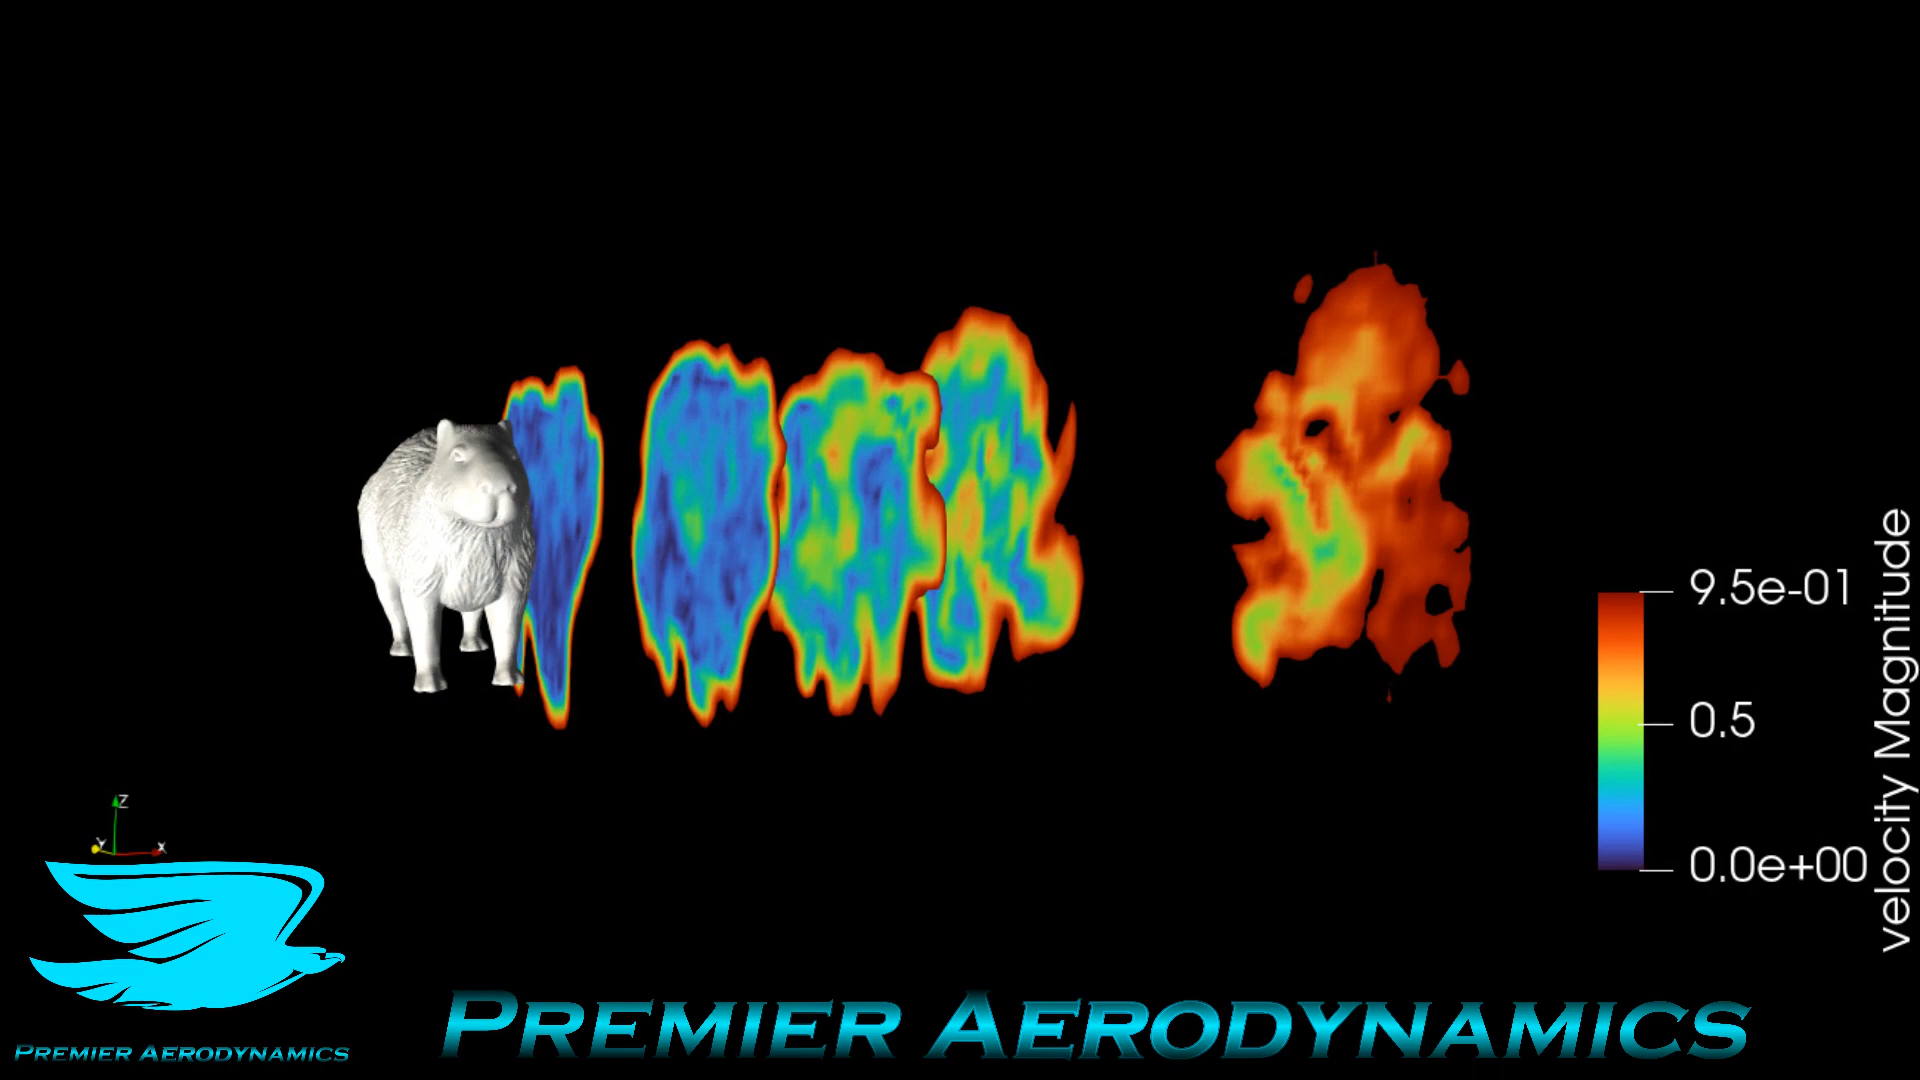 9.5e-01
0.5
0.0e+00
velocity Magnitude
Z
Y
X
PREMIER AERODYNAMICS
PREMIER AERODYNAMICS